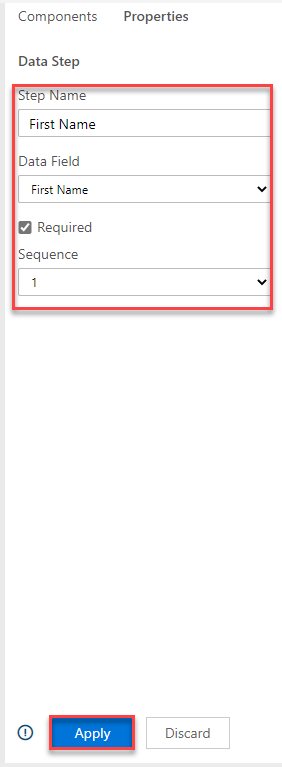 Components Properties
Data Step
Step Name
First Name
Data Field
First Name
Required
Sequence
1
Apply Discard